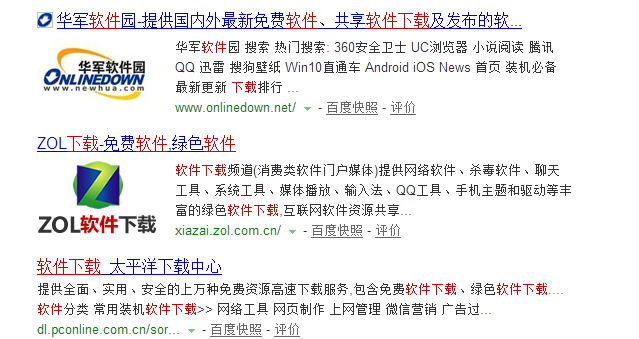 华军软件园-提供国内外最新免费软件、共享软件下载及发布的软...
华军软件园
ONLINEDOWN
www.newhua.com
华军软件园 搜索 热门搜索: 360安全卫士 UC浏览器 小说阅读 腾讯
QQ 迅雷 搜狗壁纸 Win10直通车 Android iOS News 首页 装机必备
最新更新 下载排行 ...
www.onlinedown.net/ - 百度快照 - 评价
ZOL下载-免费软件,绿色软件
ZOL软件下载
软件下载频道(消费类软件门户媒体)提供网络软件、杀毒软件、聊天
工具、系统工具、媒体播放、输入法、QQ工具、手机主题和驱动等丰
富的绿色软件下载,互联网软件资源共享...
xiazai.zol.com.cn/ - 百度快照 - 评价
软件下载_太平洋下载中心
提供全面、实用、安全的上万种免费资源高速下载服务,包含免费软件下载、绿色软件下载....
软件分类 常用装机软件下载>> 网络工具 网页制作 上网管理 微信营销 广告过...
dl.pconline.com.cn/sor... - 百度快照 - 评价